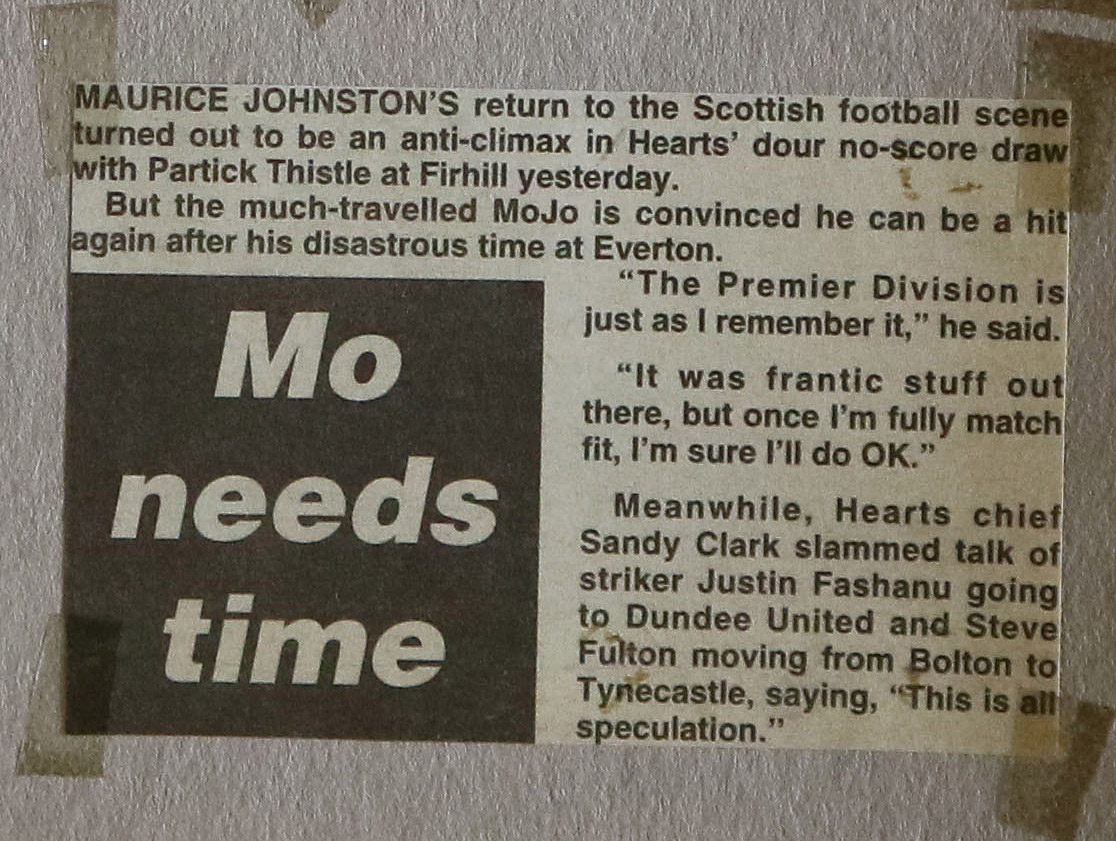 MAURICE JOHNSTON'S return to the Scottish football scene
turned out to be an anti-climax in Hearts' dour no-score draw
with Partick Thistle at Firhill yesterday.
But the much-travelled MoJo is convinced he can be a hit
again after his disastrous time at Everton.
Mo
needs
time
“The Premier Division is
just as I remember it,” he said.
“It was frantic stuff out
there, but once I'm fully match
fit, I'm sure I'll do OK.”
Meanwhile, Hearts chief
Sandy Clark slammed talk of
striker Justin Fashanu going
to Dundee United and Steve
Fulton moving from Bolton to
Tynecastle, saying, “This is all
speculation.”